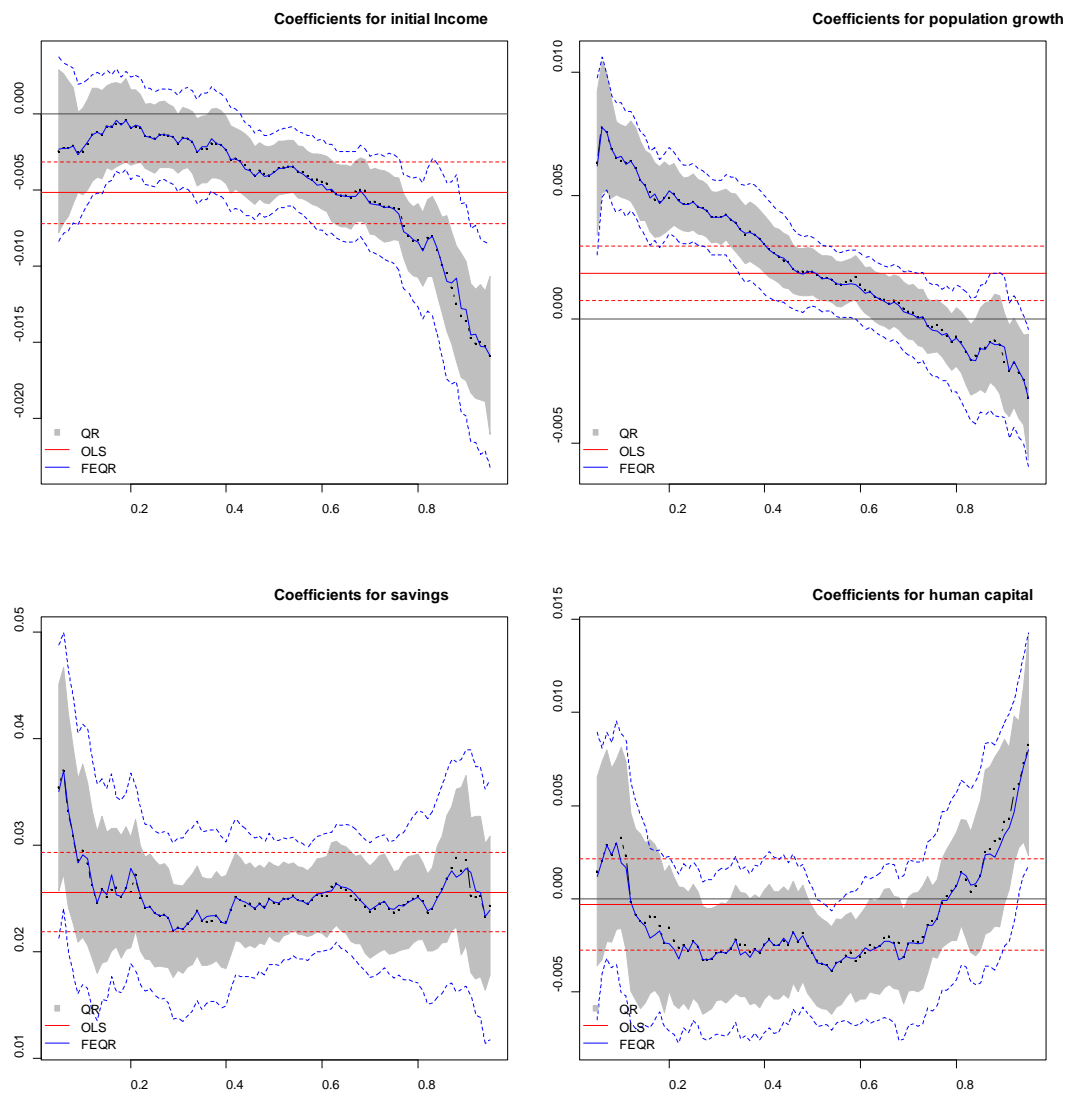 Coefficients for initial Income
0.000
-0.005
-0.010
-0.015
-0.020
QR
OLS
FEQR
0.2 0.4 0.6 0.8
Coefficients for population growth
0.010
0.005
0.000
-0.005
QR
OLS
FEQR
0.2 0.4 0.6 0.8
Coefficients for savings
0.05
0.04
0.03
0.02
0.01
QR
OLS
FEQR
0.2 0.4 0.6 0.8
Coefficients for human capital
0.015
0.010
0.005
0.000
-0.005
QR
OLS
FEQR
0.2 0.4 0.6 0.8